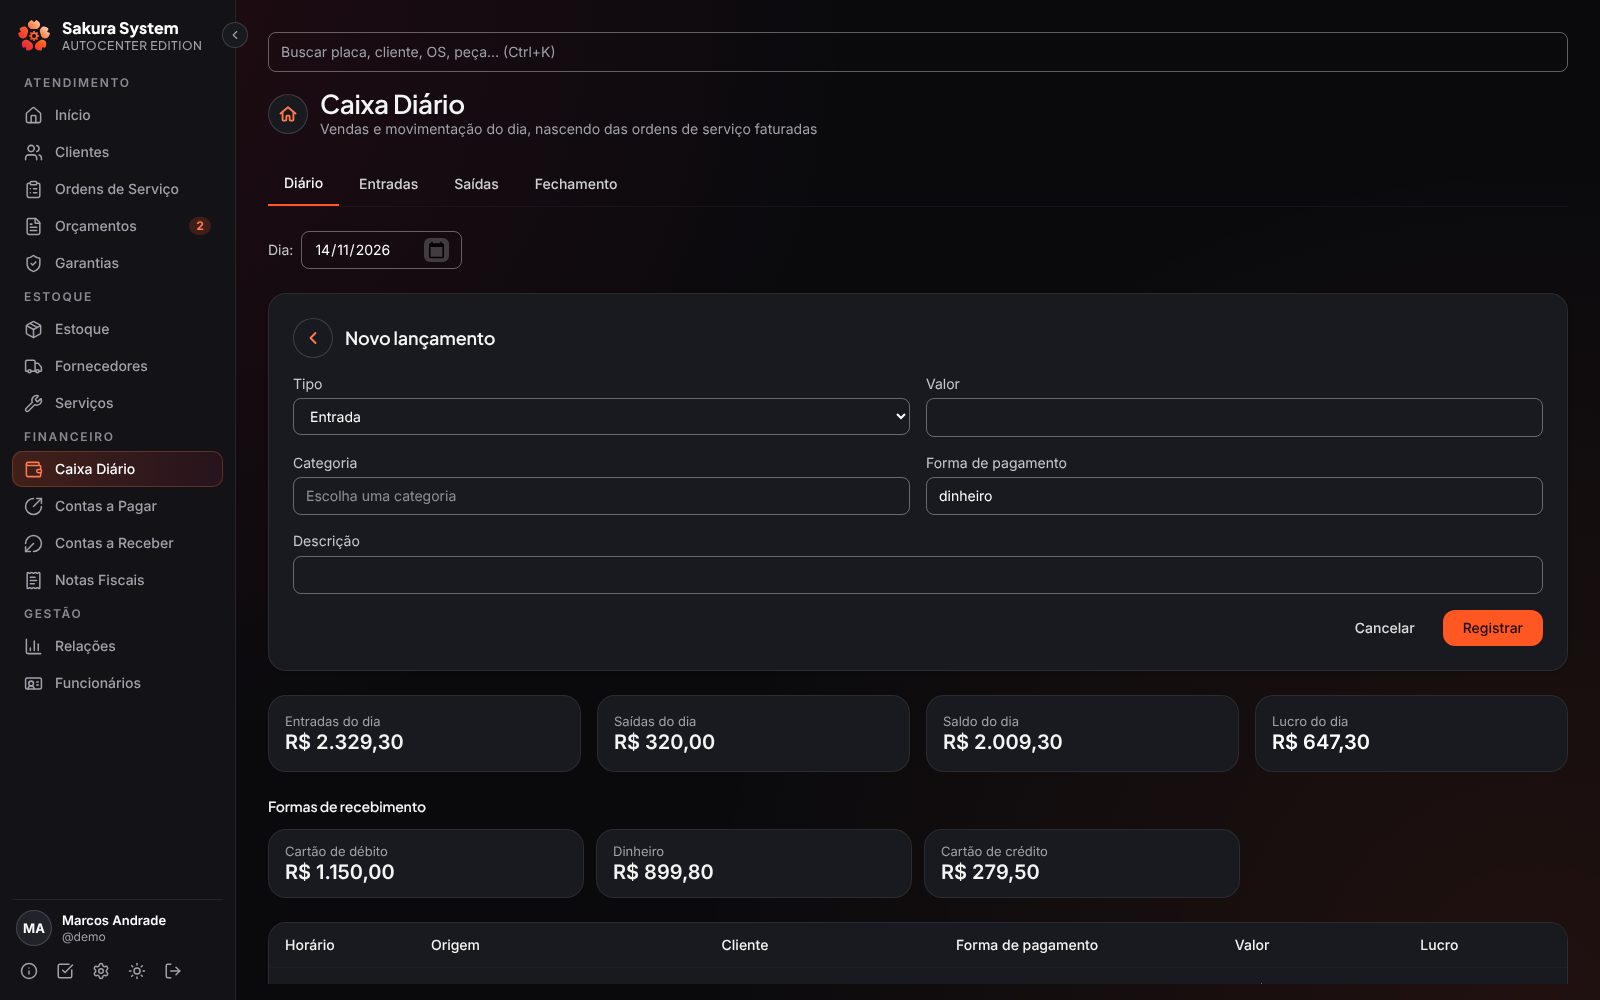 Sakura System
AUTOCENTER EDITION
ATENDIMENTO
Início
Clientes
Ordens de Serviço
Orçamentos 2
Garantias
ESTOQUE
Estoque
Fornecedores
Serviços
FINANCEIRO
Caixa Diário
Contas a Pagar
Contas a Receber
Notas Fiscais
GESTÃO
Relações
Funcionários
MA
Marcos Andrade
@demo
Buscar placa, cliente, OS, peça... (Ctrl+K)
Caixa Diário
Vendas e movimentação do dia, nascendo das ordens de serviço faturadas
Diário Entradas Saídas Fechamento
Dia: 14/11/2026
Novo lançamento
Tipo Valor
Entrada
Categoria Forma de pagamento
Escolha uma categoria dinheiro
Descrição
Cancelar Registrar
Entradas do dia Saídas do dia Saldo do dia Lucro do dia
R$ 2.329,30 R$ 320,00 R$ 2.009,30 R$ 647,30
Formas de recebimento
Cartão de débito Dinheiro Cartão de crédito
R$ 1.150,00 R$ 899,80 R$ 279,50
Horário Origem Cliente Forma de pagamento Valor Lucro